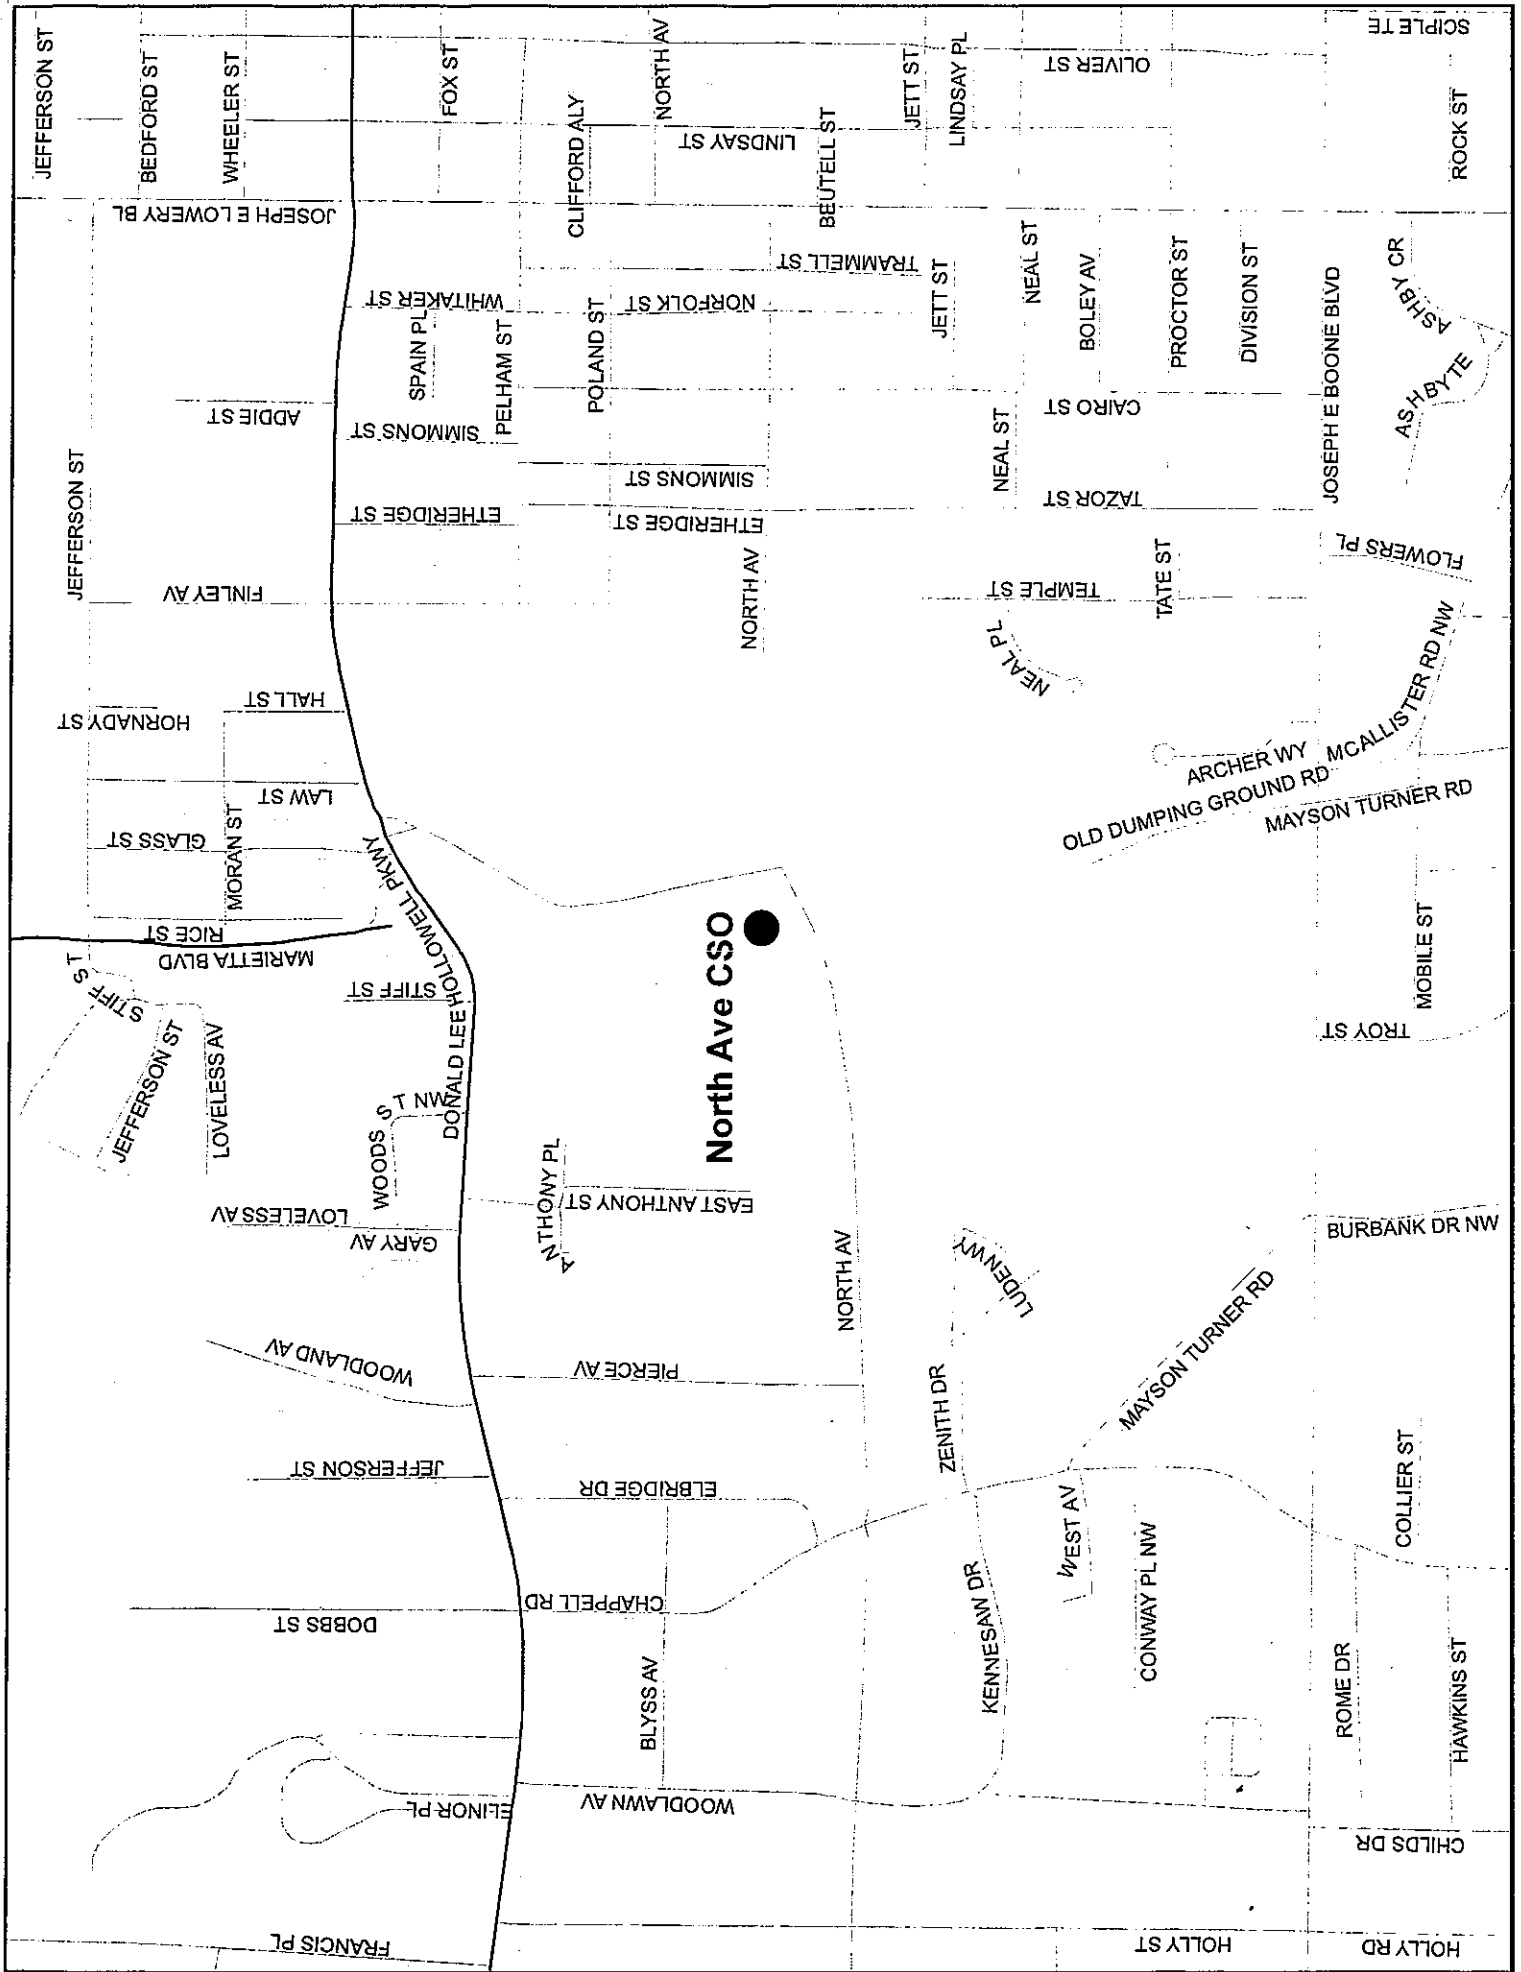 JEFFERSON ST
BEDFORD ST
WHEELER ST
FOX ST
CLIFFORD ALY
NORTH AV
LINDSAY ST
BEUTELL ST
JETT ST
LINDSAY PL
OLIVER ST
SCIPLE TE
ROCK ST
JOSEPH E LOWERY BL
WHITAKER ST
SPAIN PL
PELHAM ST
POLAND ST
NORFOLK ST
TRAMMELL ST
JETT ST
NEAL ST
BOLEY AV
PROCTOR ST
DIVISION ST
JOSEPH E BOONE BLVD
ASHBY CR
ASHBY TE
ADDIE ST
SIMMONS ST
SIMMONS ST
NEAL ST
CAIRO ST
TAZOR ST
JEFFERSON ST
ETHERIDGE ST
ETHERIDGE ST
NORTH AV
FINLEY AV
TEMPLE ST
TATE ST
FLOWERS PL
NEAL PL
HORNADY ST
HALL ST
LAW ST
GLASS ST
MORAN ST
ARCHER WY
MCALLISTER RD NW
OLD DUMPING GROUND RD
MAYSON TURNER RD
RICE ST
MARIETTA BLVD
DONALD LEE HOLLOWELL PKWY
STIFF ST
STIFF ST
JEFFERSON ST
LOVELESS AV
North Ave CSO
MOBILE ST
TROY ST
WOODS ST NW
LOVELESS AV
GARY AV
ANTHONY PL
EAST ANTHONY ST
NORTH AV
LUDEN WY
BURBANK DR NW
MAYSON TURNER RD
WOODLAND AV
PIERCE AV
ZENITH DR
JEFFERSON ST
ELBRIDGE DR
WEST AV
COLLIER ST
DOBBS ST
CHAPPELL RD
KENNESAW DR
CONWAY PL NW
BLYSS AV
ROME DR
HAWKINS ST
ELINOR PL
WOODLAWN AV
CHILDS DR
FRANCIS PL
HOLLY ST
HOLLY RD